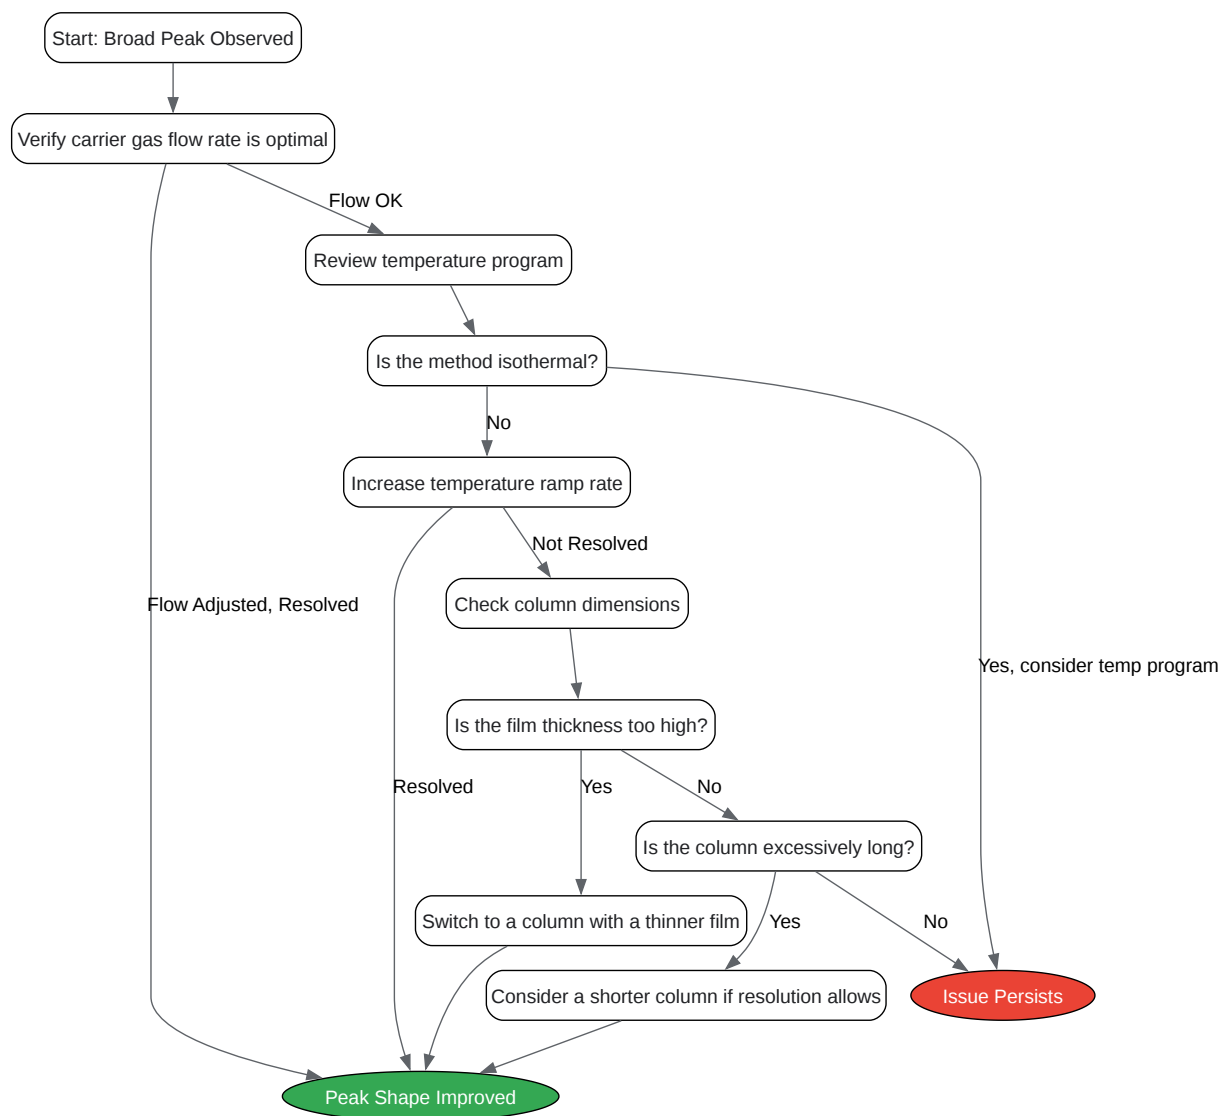 Start: Broad Peak Observed
Verify carrier gas flow rate is optimal
Flow OK
Review temperature program
Is the method isothermal?
No
Increase temperature ramp rate
Not Resolved
Check column dimensions
Flow Adjusted, Resolved
Yes, consider temp program
Is the film thickness too high?
Resolved
Yes
No
Is the column excessively long?
Switch to a column with a thinner film
Yes
No
Consider a shorter column if resolution allows
Issue Persists
Peak Shape Improved